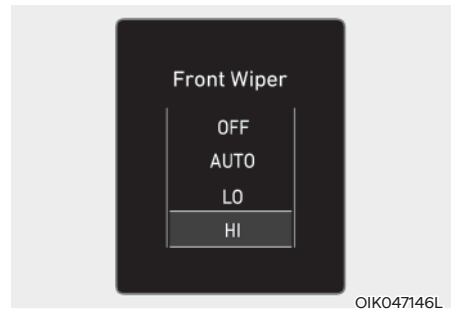 Front Wiper
OFF
AUTO
LO
HI
OIK047146L